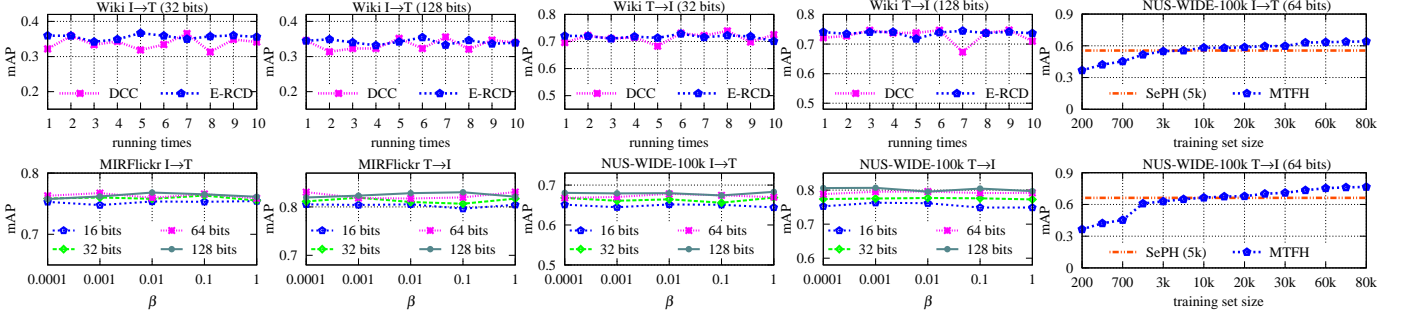 Wiki I→T (32 bits)
mAP
0.4
0.3
0.2
DCC
E-RCD
1 2 3 4 5 6 7 8 9 10
running times
Wiki I→T (128 bits)
mAP
0.4
0.3
0.2
DCC
E-RCD
1 2 3 4 5 6 7 8 9 10
running times
Wiki T→I (32 bits)
mAP
0.8
0.7
0.6
0.5
DCC
E-RCD
1 2 3 4 5 6 7 8 9 10
running times
Wiki T→I (128 bits)
mAP
0.8
0.7
0.6
0.5
DCC
E-RCD
1 2 3 4 5 6 7 8 9 10
running times
NUS-WIDE-100k I→T (64 bits)
mAP
0.9
0.6
0.3
0
SePH (5k)
MTFH
200 700 3k 10k 20k 30k 60k 80k
training set size
MIRFlickr I→T
mAP
0.8
0.7
16 bits
64 bits
32 bits
128 bits
0.0001 0.001 0.01 0.1 1
β
MIRFlickr T→I
mAP
0.8
0.7
16 bits
64 bits
32 bits
128 bits
0.0001 0.001 0.01 0.1 1
β
NUS-WIDE-100k I→T
mAP
0.7
0.6
0.5
16 bits
64 bits
32 bits
128 bits
0.0001 0.001 0.01 0.1 1
β
NUS-WIDE-100k T→I
mAP
0.8
0.7
0.6
16 bits
64 bits
32 bits
128 bits
0.0001 0.001 0.01 0.1 1
β
NUS-WIDE-100k T→I (64 bits)
mAP
0.9
0.6
0.3
0
SePH (5k)
MTFH
200 700 3k 10k 20k 30k 60k 80k
training set size